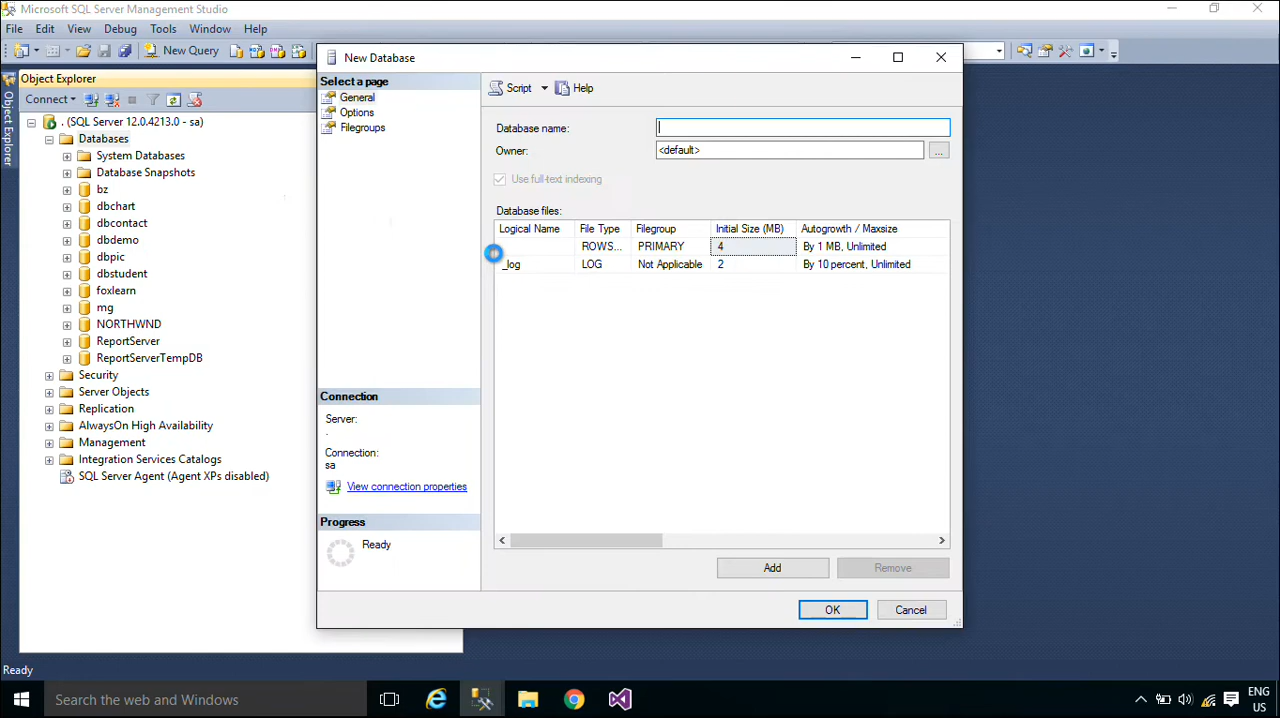 Microsoft SQL Server Management Studio
File Edit View Debug Tools Window Help
New Query
Object Explorer
Connect
Object Explorer
. (SQL Server 12.0.4213.0 - sa)
Databases
System Databases
Database Snapshots
bz
dbchart
dbcontact
dbdemo
dbpic
dbstudent
foxlearn
mg
NORTHWND
ReportServer
ReportServerTempDB
Security
Server Objects
Replication
AlwaysOn High Availability
Management
Integration Services Catalogs
SQL Server Agent (Agent XPs disabled)
New Database
Select a page
General
Options
Filegroups
Connection
Server:
.
Connection:
sa
View connection properties
Progress
Ready
Script Help
Database name:
Owner: <default> ...
Use full-text indexing
Database files:
Logical Name File Type Filegroup Initial Size (MB) Autogrowth / Maxsize
ROWS... PRIMARY 4 By 1 MB, Unlimited
_log LOG Not Applicable 2 By 10 percent, Unlimited
Add Remove
OK Cancel
Ready
Search the web and Windows
ENG
US